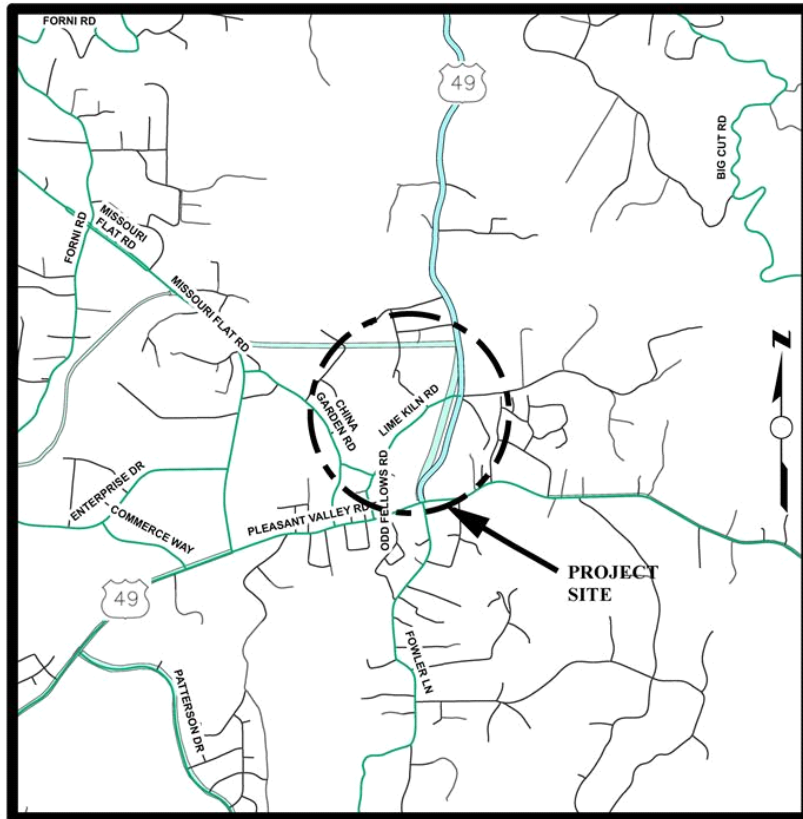 FORNI RD
49
BIG CUT RD
MISSOURI
FLAT RD
FORNI RD
MISSOURI FLAT RD
N
CHINA
GARDEN RD
LIME KILN RD
ENTERPRISE DR
COMMERCE WAY
PLEASANT VALLEY RD
ODD FELLOWS RD
49
PROJECT
SITE
FOWLER LN
PATTERSON DR